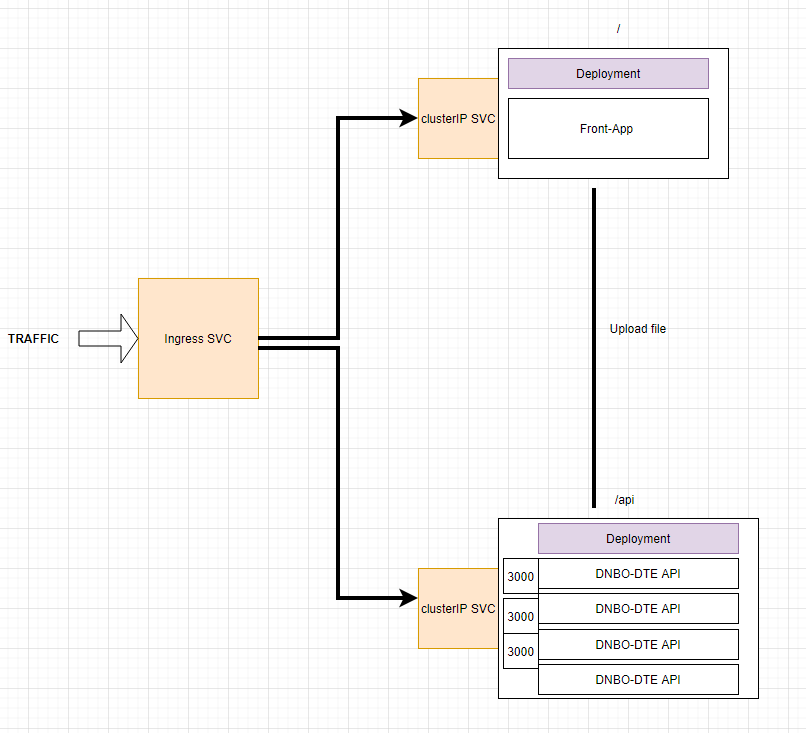 /
Deployment
clusterIP SVC
Front-App
TRAFFIC
Ingress SVC
Upload file
/api
Deployment
3000
DNBO-DTE API
clusterIP SVC
3000
DNBO-DTE API
3000
DNBO-DTE API
DNBO-DTE API